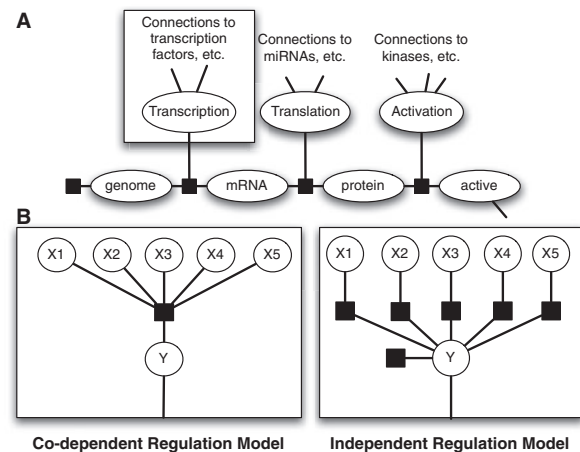 A
Connections to
transcription
factors, etc.
Connections to
miRNAs, etc.
Connections to
kinases, etc.
Transcription
Translation
Activation
genome
mRNA
protein
active
B
X1
X2
X3
X4
X5
Y
X1
X2
X3
X4
X5
Y
Co-dependent Regulation Model
Independent Regulation Model